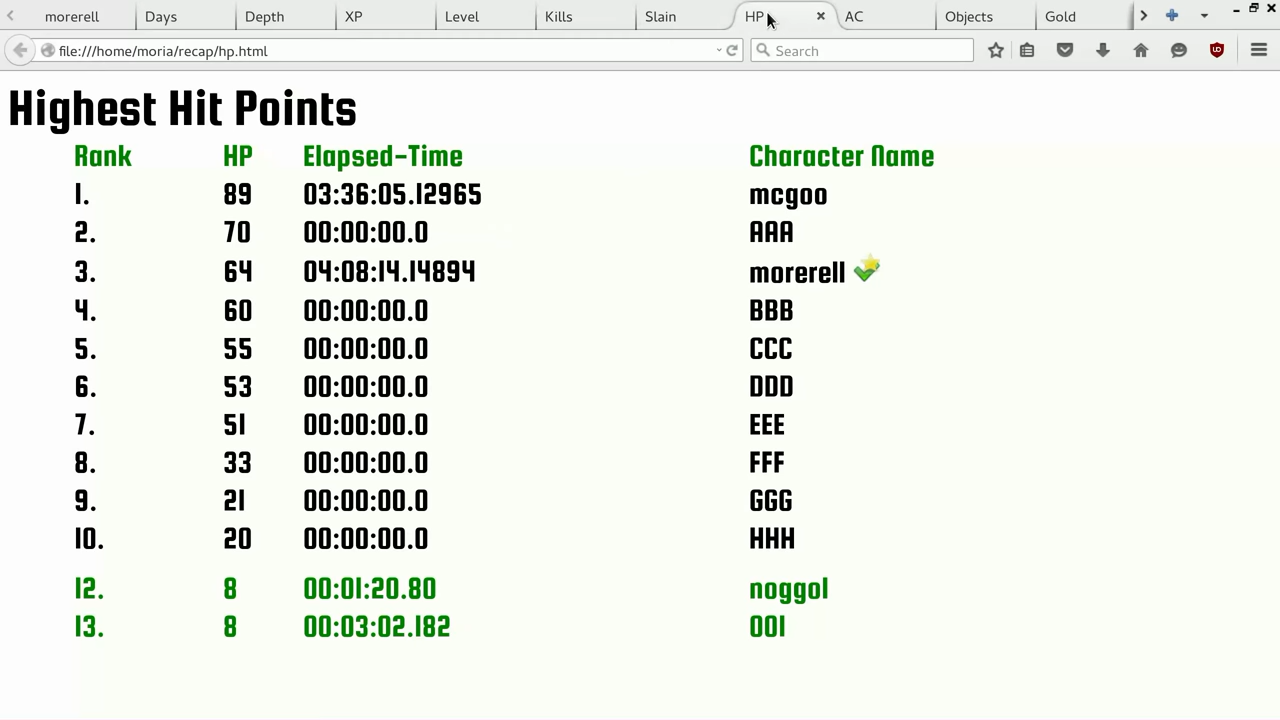 morerell Days Depth XP Level Kills Slain HP AC Objects Gold
file:///home/moria/recap/hp.html Search
Highest Hit Points
Rank HP Elapsed-Time Character Name
1. 89 03:36:05.12965 mcgoo
2. 70 00:00:00.0 AAA
3. 64 04:08:14.14894 morerell
4. 60 00:00:00.0 BBB
5. 55 00:00:00.0 CCC
6. 53 00:00:00.0 DDD
7. 51 00:00:00.0 EEE
8. 33 00:00:00.0 FFF
9. 21 00:00:00.0 GGG
10. 20 00:00:00.0 HHH
12. 8 00:01:20.80 noggol
13. 8 00:03:02.182 001